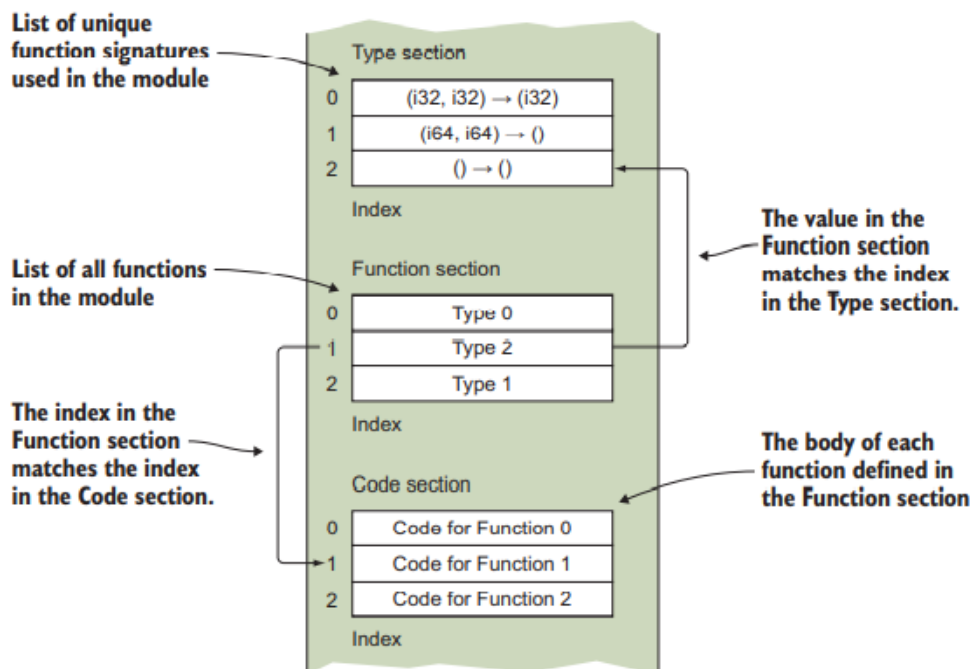 List of unique
function signatures
used in the module
Type section
0 (i32, i32) → (i32)
1 (i64, i64) → ()
2 () → ()
Index
The value in the
Function section
matches the index
in the Type section.
List of all functions
in the module
Function section
0 Type 0
1 Type 2
2 Type 1
Index
The index in the
Function section
matches the index
in the Code section.
The body of each
function defined in
the Function section
Code section
0 Code for Function 0
1 Code for Function 1
2 Code for Function 2
Index